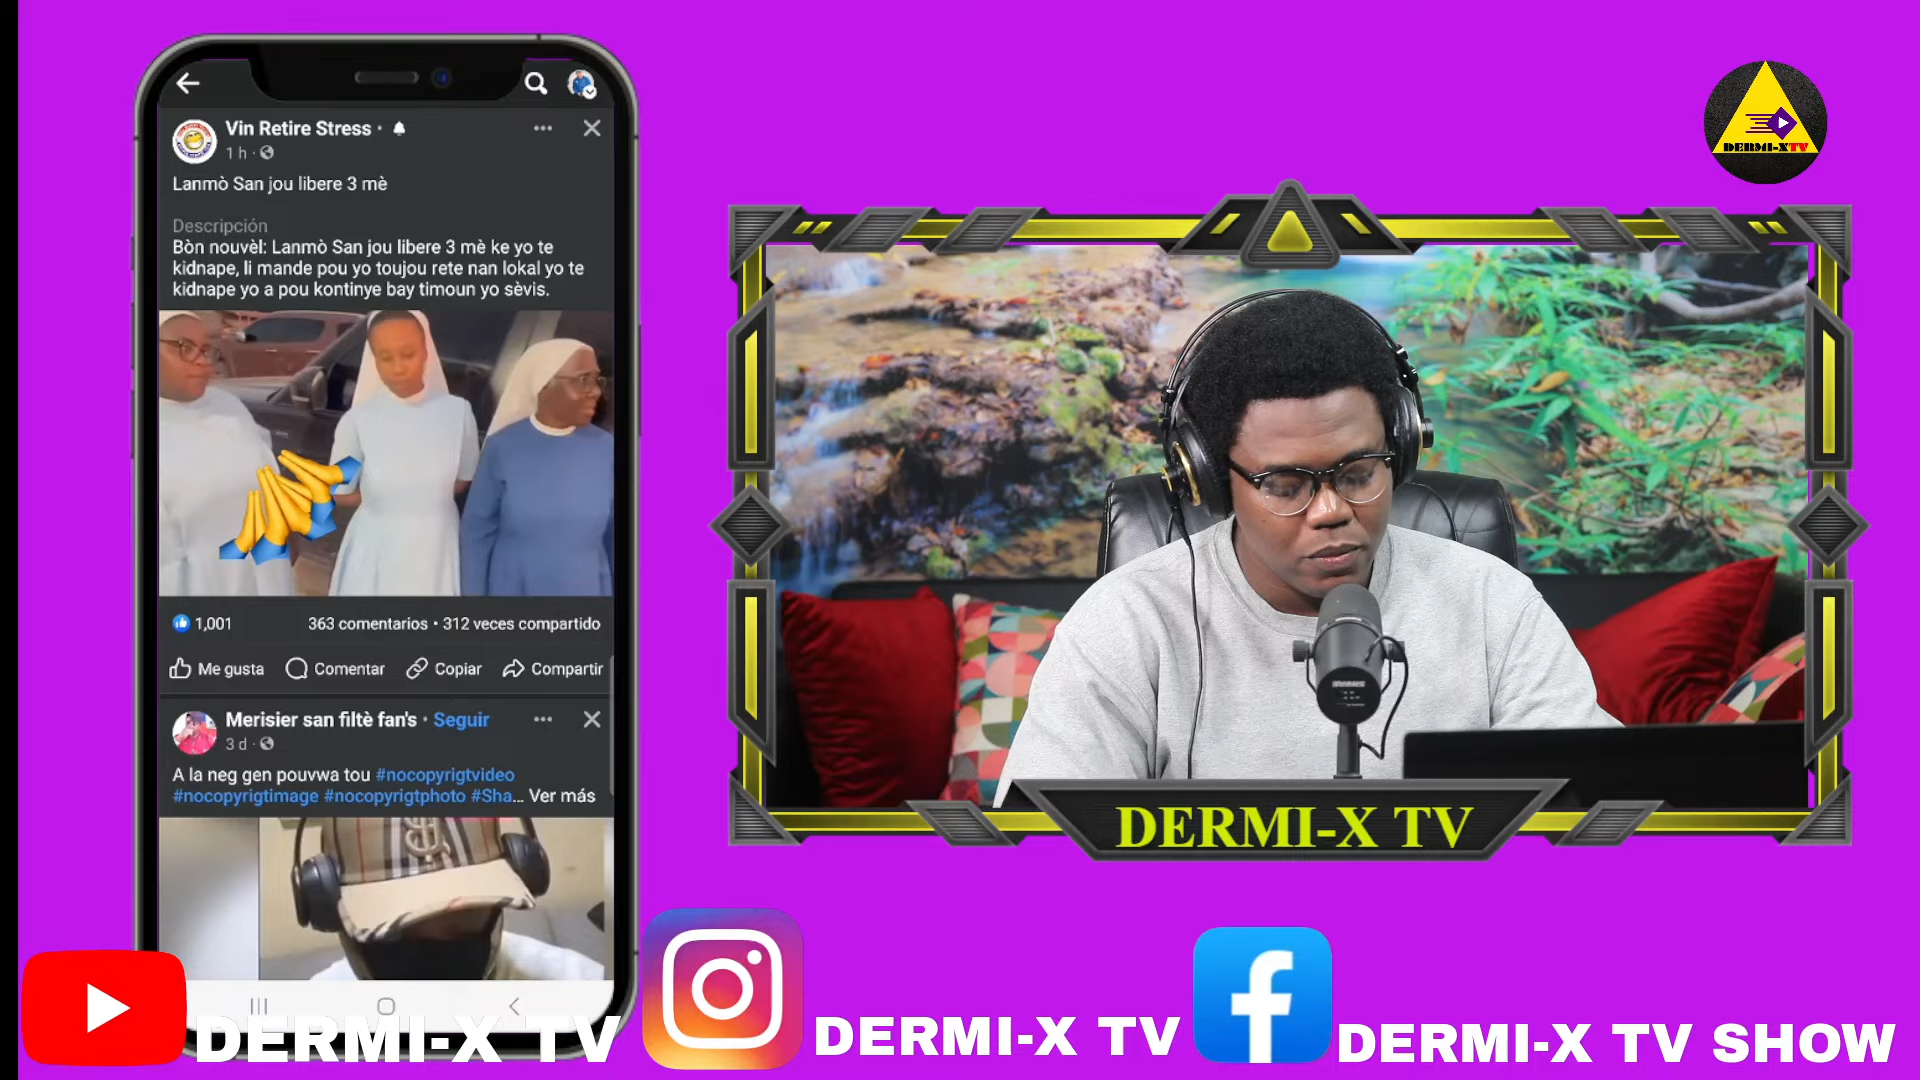 Vin Retire Stress ·
1 h ·
Lanmò San jou libere 3 mè
Descripción
Bòn nouvèl: Lanmò San jou libere 3 mè ke yo te
kidnape, li mande pou yo toujou rete nan lokal yo te
kidnape yo a pou kontinye bay timoun yo sèvis.
1,001
363 comentarios • 312 veces compartido
Me gusta
Comentar
Copiar
Compartir
Merisier san filtè fan's · Seguir
3 d ·
A la neg gen pouvwa tou #nocopyrigtvideo
#nocopyrigtimage #nocopyrigtphoto #Sha... Ver más
DERMI-XTV
DERMI-X TV
DERMI-X TV
DERMI-X TV
DERMI-X TV SHOW